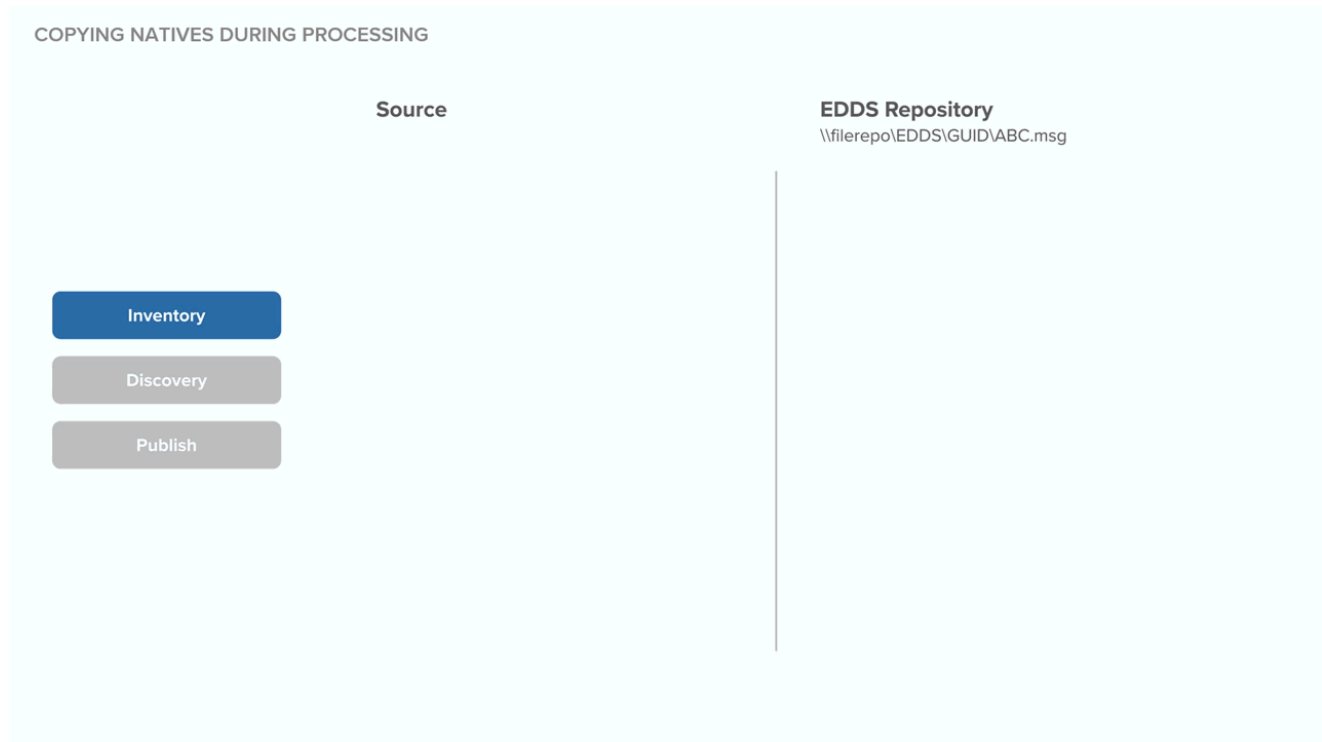 COPYING NATIVES DURING PROCESSING
Source
EDDS Repository
\\filerepo\EDDS\GUID\ABC.msg
Inventory
Discovery
Publish